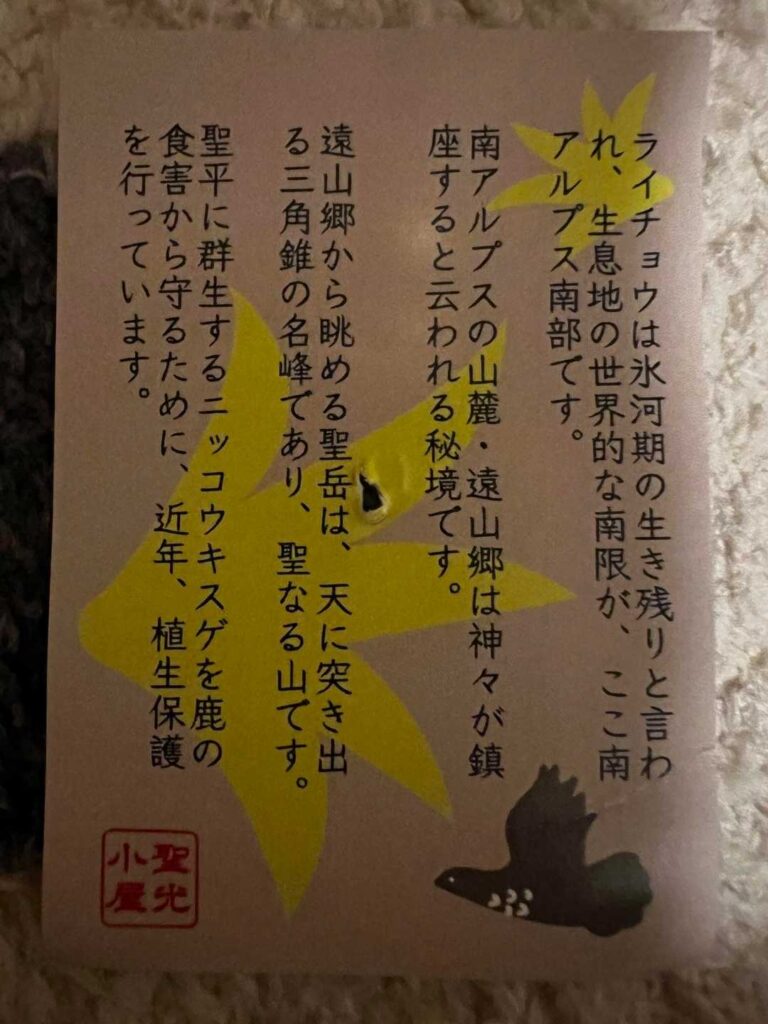 ライチョウは氷河期の生き残りと言わ
れ、生息地の世界的な南限が、ここ南
アルプス南部です。
南アルプスの山麓・遠山郷は神々が鎮
座すると云われる秘境です。
遠山郷から眺める聖岳は、天に突き出
る三角錐の名峰であり、聖なる山です。
聖平に群生するニッコウキスゲを鹿の
食害から守るために、近年、植生保護
を行っています。
聖光
小屋